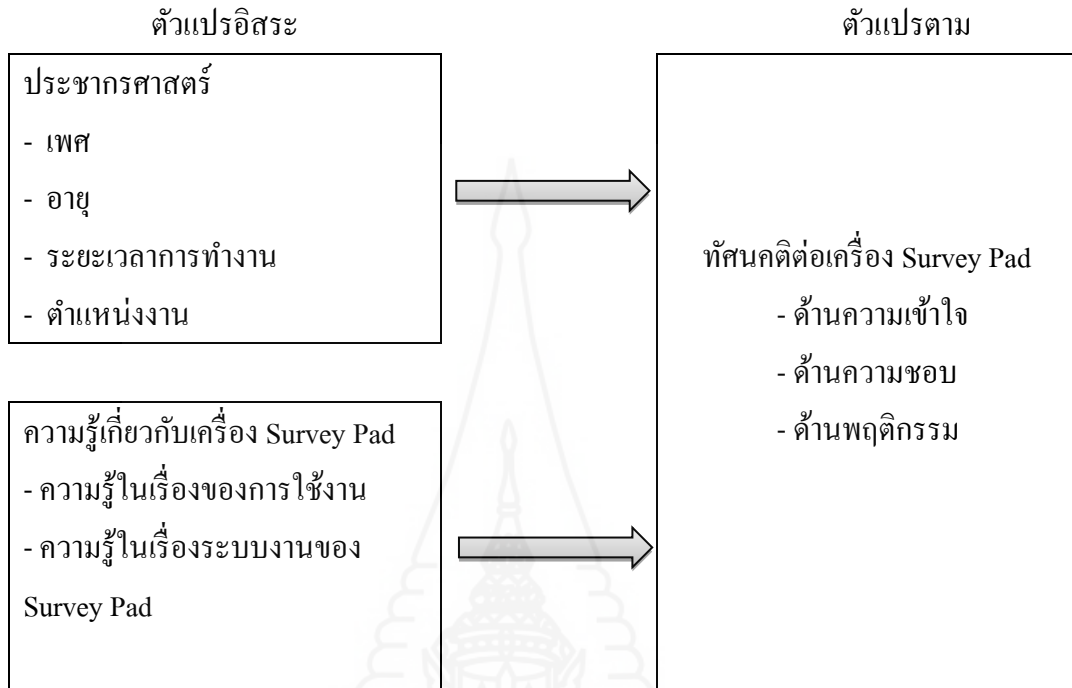 ตัวแปรอิสระ
ตัวแปรตาม
ประชากรศาสตร์
- เพศ
- อายุ
- ระยะเวลาการทำงาน
- ตำแหน่งงาน
ความรู้เกี่ยวกับเครื่อง Survey Pad
- ความรู้ในเรื่องของการใช้งาน
- ความรู้ในเรื่องระบบงานของ
Survey Pad
ทัศนคติต่อเครื่อง Survey Pad
- ด้านความเข้าใจ
- ด้านความชอบ
- ด้านพฤติกรรม